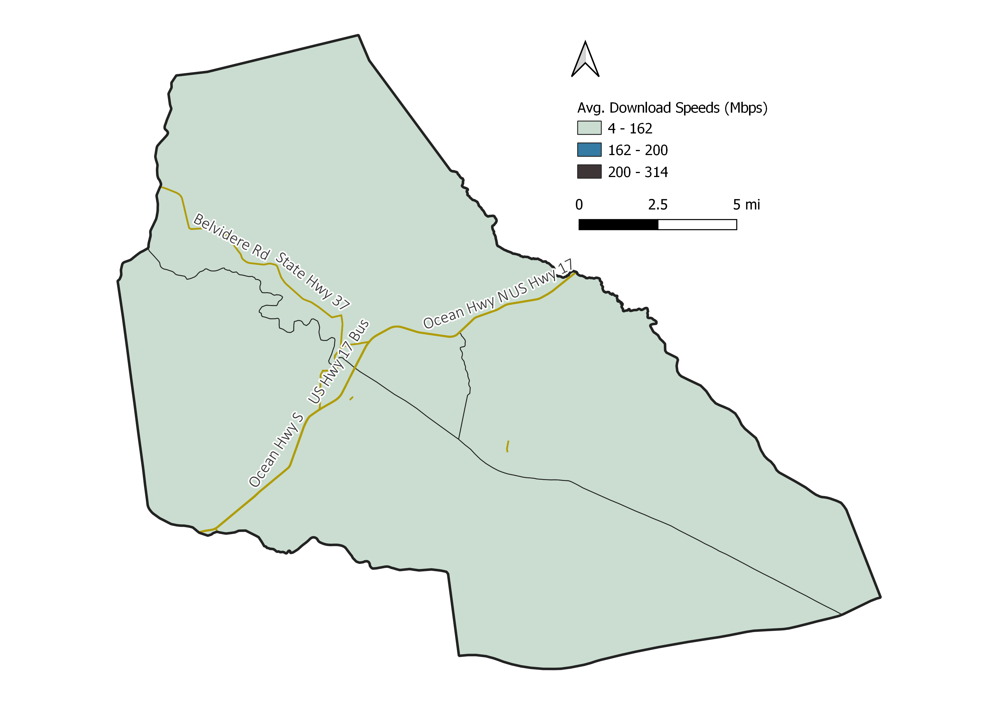 Avg. Download Speeds (Mbps)
4 - 162
162 - 200
200 - 314
0 2.5 5 mi
Belvidere Rd
State Hwy 37
Ocean Hwy N
US Hwy 17
US Hwy 17 Bus
Ocean Hwy S